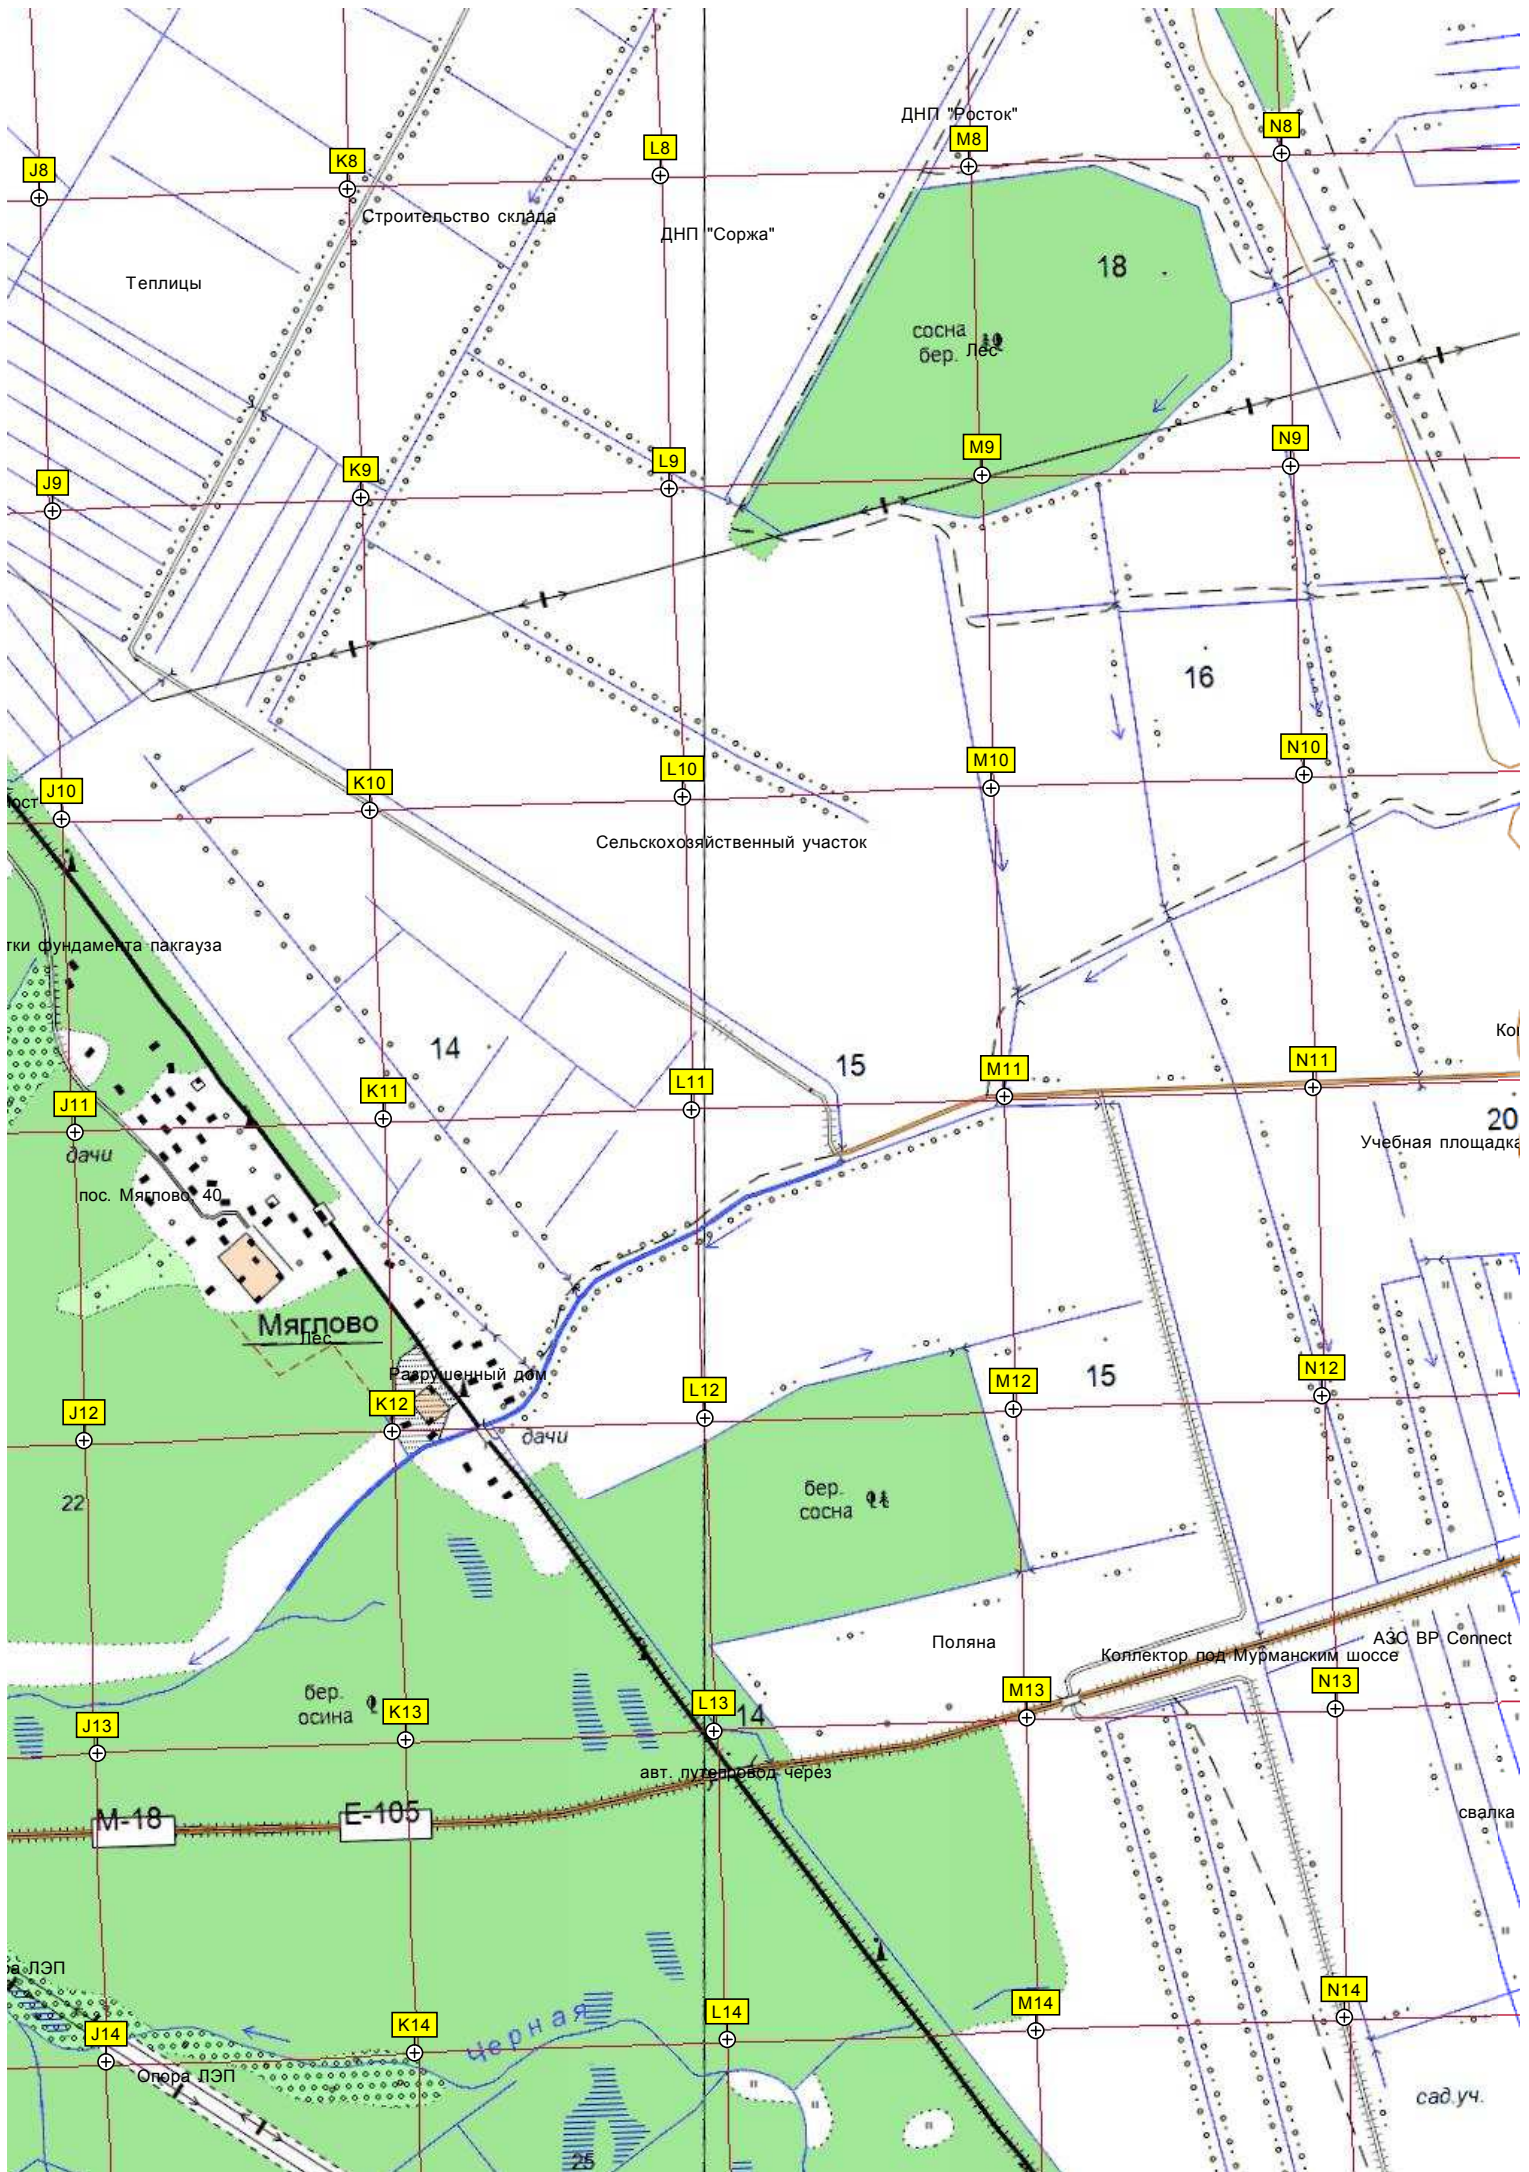 ДНП "Росток"
M8
N8
L8
K8
J8
Строительство склада
ДНП "Соржа"
18
Теплицы
сосна
бер.
Лес
N9
M9
L9
K9
J9
16
N10
M10
L10
K10
J10
Сельскохозяйственный участок
тки фундамента пакгауза
14
15
N11
M11
L11
K11
J11
20
Учебная площадка
дачи
пос. Мяглово, 40
Мяглово
Лес
Разрушенный дом
15
N12
M12
L12
K12
J12
дачи
22
бер.
сосна
Поляна
АЗС BP Connect
Коллектор под Мурманским шоссе
бер.
осина
N13
M13
L13
K13
J13
14
авт. путепровод через
М-18
Е-105
свалка
ра ЛЭП
N14
M14
L14
K14
J14
черная
Опора ЛЭП
сад.уч.
25